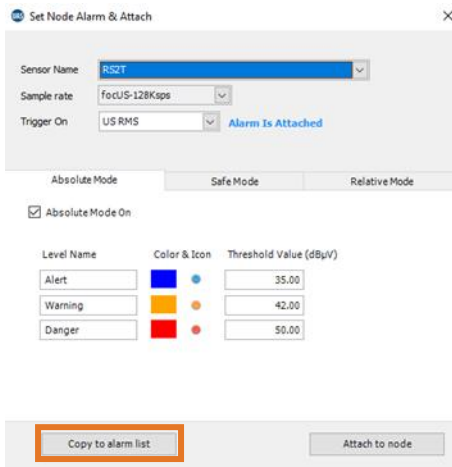 Set Node Alarm & Attach
Sensor Name RS2T
Sample rate focUS-128Ksps
Trigger On US RMS Alarm Is Attached
Absolute Mode Safe Mode Relative Mode
Absolute Mode On
Level Name Color & Icon Threshold Value (dBµV)
Alert 35.00
Warning 42.00
Danger 50.00
Copy to alarm list Attach to node